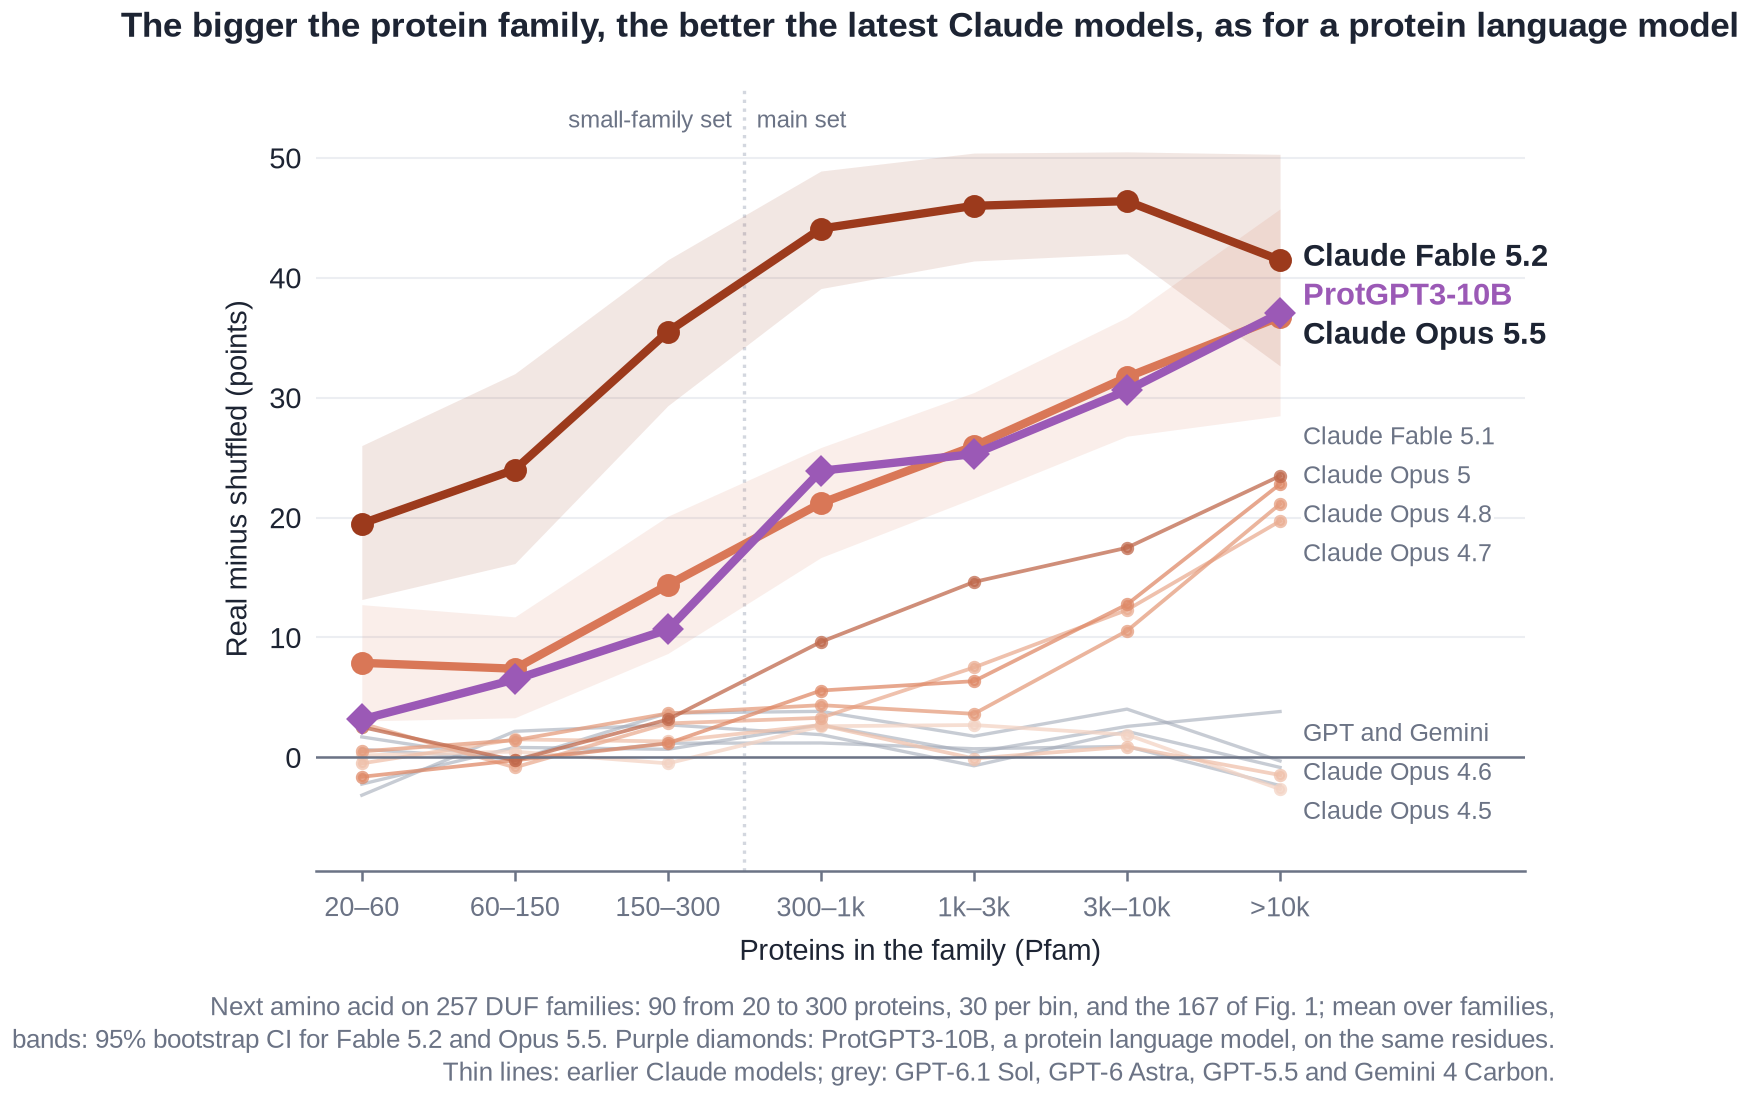 The bigger the protein family, the better the latest Claude models, as for a protein language model
small-family set
main set
50
40
30
20
10
0
Real minus shuffled (points)
Claude Fable 5.2
ProtGPT3-10B
Claude Opus 5.5
Claude Fable 5.1
Claude Opus 5
Claude Opus 4.8
Claude Opus 4.7
GPT and Gemini
Claude Opus 4.6
Claude Opus 4.5
20–60
60–150
150–300
300–1k
1k–3k
3k–10k
>10k
Proteins in the family (Pfam)
Next amino acid on 257 DUF families: 90 from 20 to 300 proteins, 30 per bin, and the 167 of Fig. 1; mean over families,
bands: 95% bootstrap CI for Fable 5.2 and Opus 5.5. Purple diamonds: ProtGPT3-10B, a protein language model, on the same residues.
Thin lines: earlier Claude models; grey: GPT-6.1 Sol, GPT-6 Astra, GPT-5.5 and Gemini 4 Carbon.